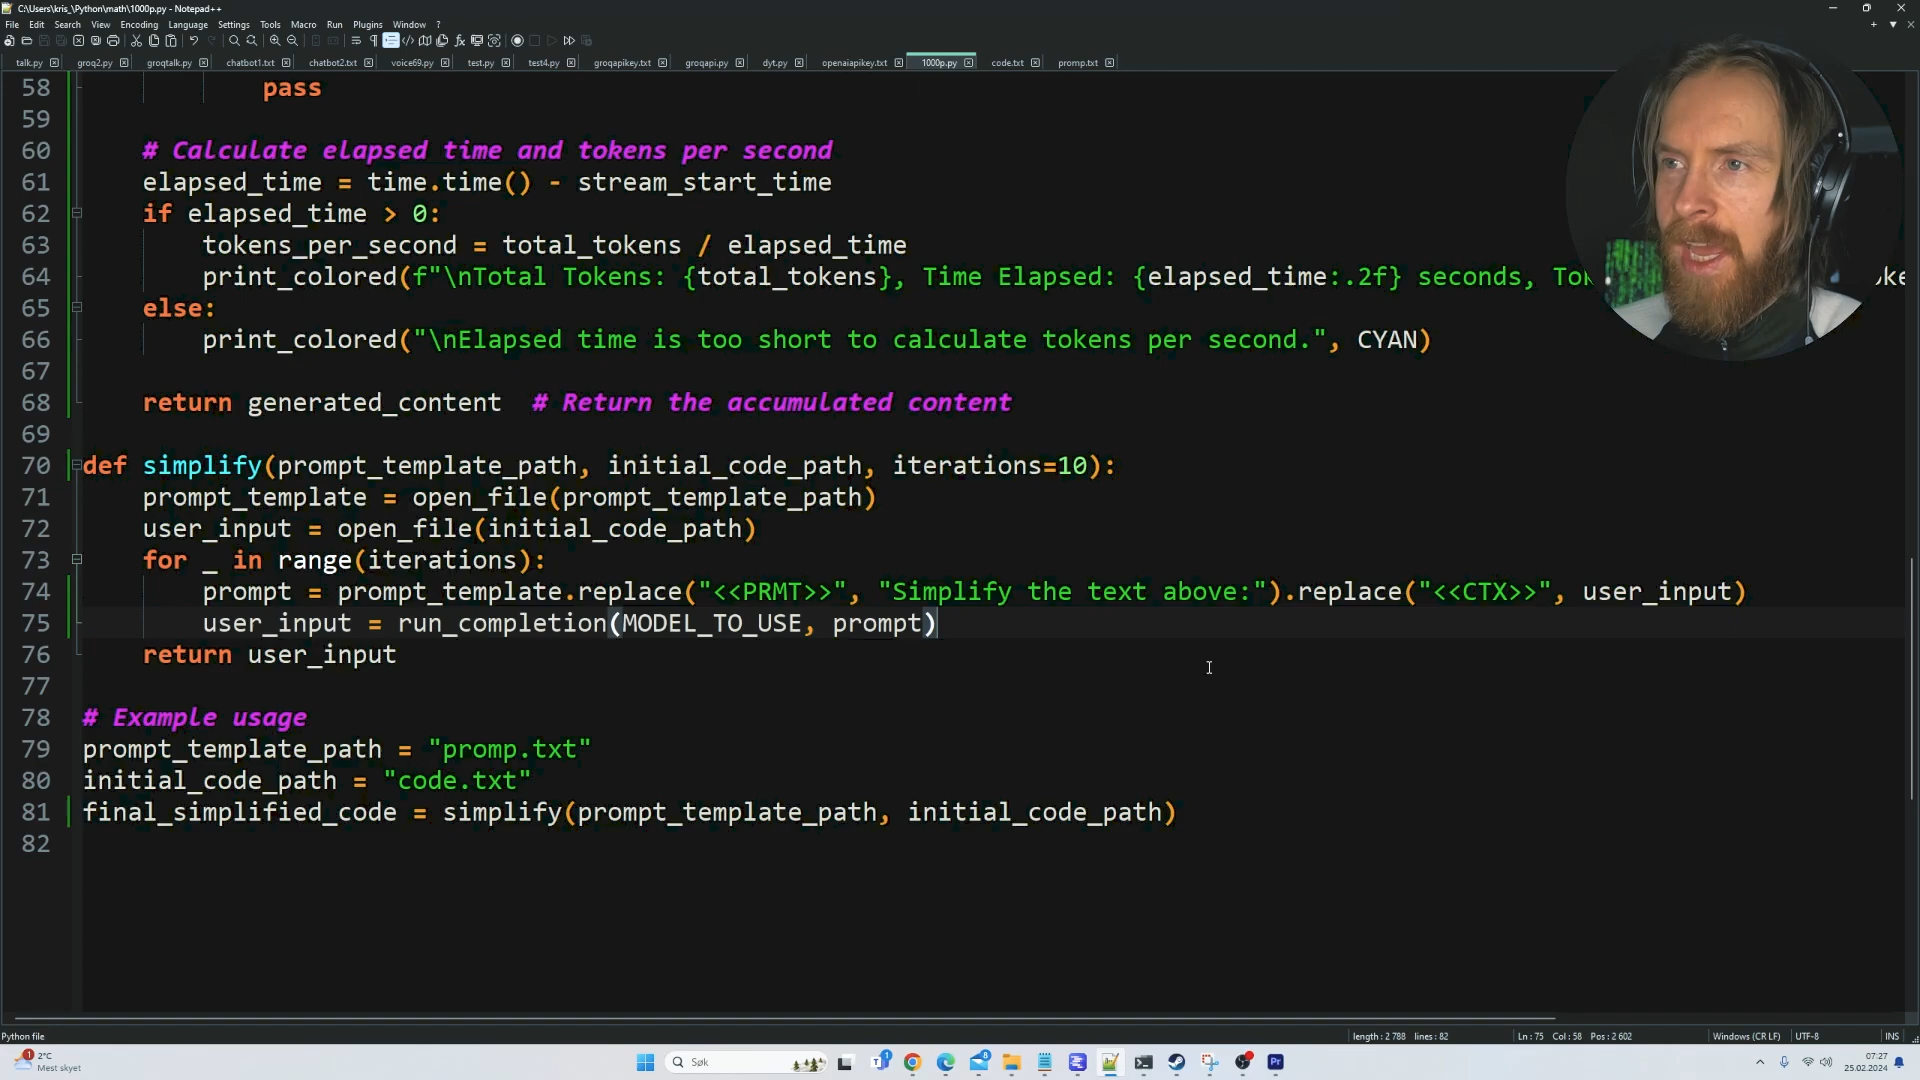 C:\Users\kris_\Python\math\1000p.py - Notepad++
File Edit Search View Encoding Language Settings Tools Macro Run Plugins Window ?
talk.py groq2.py groqtalk.py chatbot1.txt chatbot2.txt voice69.py test.py test4.py groqapikey.txt groqapi.py dyt.py openaiapikey.txt 1000p.py code.txt promp.txt
58 pass
59
60 # Calculate elapsed time and tokens per second
61 elapsed_time = time.time() - stream_start_time
62 if elapsed_time > 0:
63 tokens_per_second = total_tokens / elapsed_time
64 print_colored(f"\nTotal Tokens: {total_tokens}, Time Elapsed: {elapsed_time:.2f} seconds,
65 else:
66 print_colored("\nElapsed time is too short to calculate tokens per second.", CYAN)
67
68 return generated_content # Return the accumulated content
69
70 def simplify(prompt_template_path, initial_code_path, iterations=10):
71 prompt_template = open_file(prompt_template_path)
72 user_input = open_file(initial_code_path)
73 for _ in range(iterations):
74 prompt = prompt_template.replace("<<PRMT>>", "Simplify the text above:").replace("<<CTX>>", user_input)
75 user_input = run_completion(MODEL_TO_USE, prompt)
76 return user_input
77
78 # Example usage
79 prompt_template_path = "promp.txt"
80 initial_code_path = "code.txt"
81 final_simplified_code = simplify(prompt_template_path, initial_code_path)
82
Python file length : 2 788 lines : 82 Ln : 75 Col : 58 Pos : 2 602 Windows (CR LF) UTF-8 INS
2°C
Mest skyet
Søk
07:27
25.02.2024